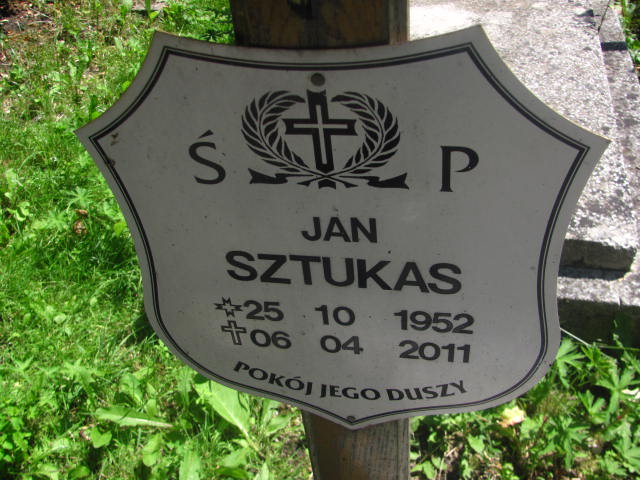 Ś P
JAN
SZTUKAS
25 10 1952
06 04 2011
POKÓJ JEGO DUSZY